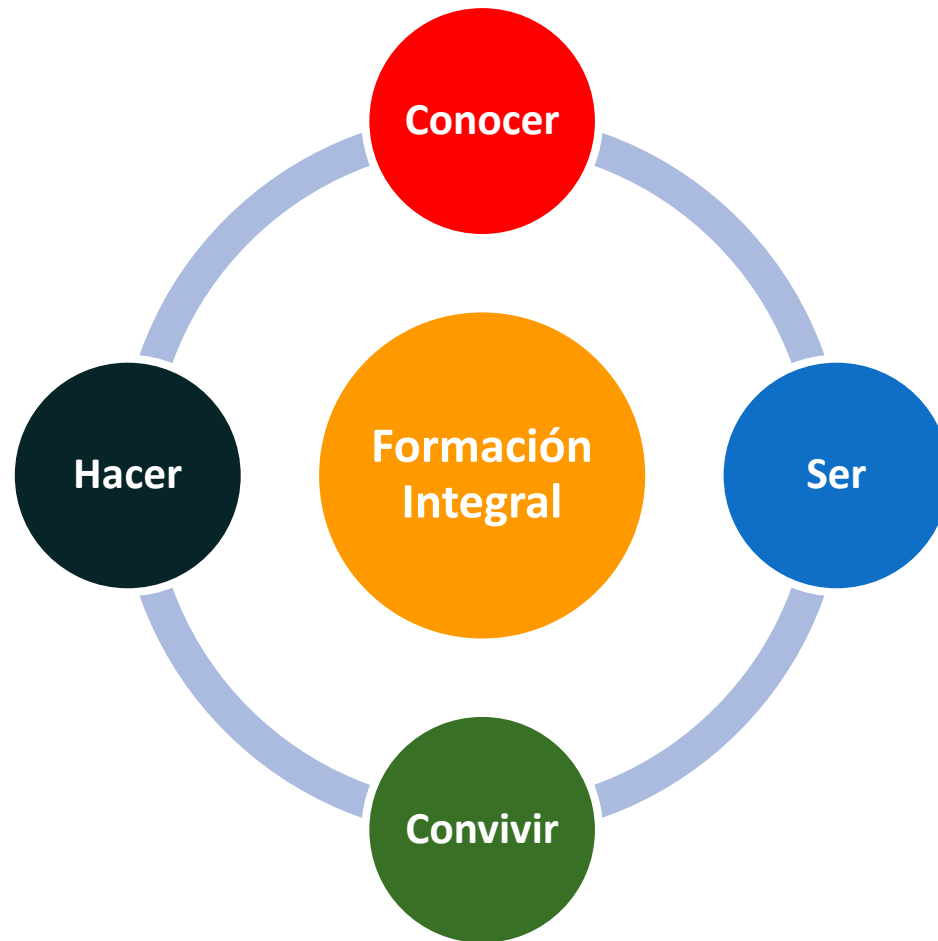 Conocer
Hacer
Formación
Integral
Ser
Convivir